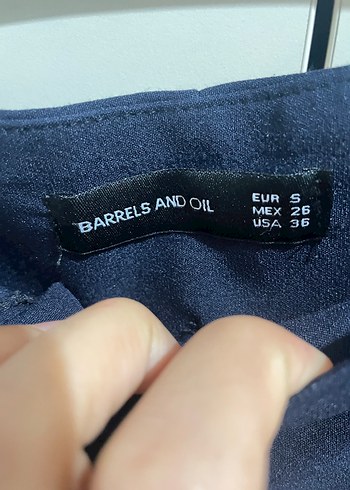 BARRELS AND OIL
EUR S
MEX 26
USA 36